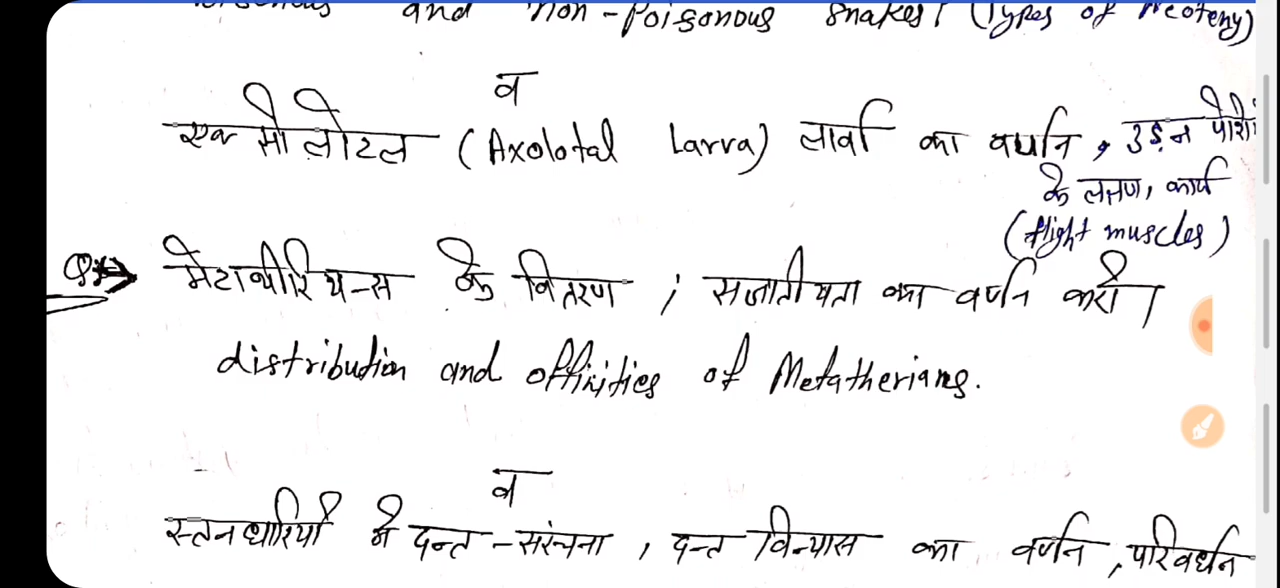 and non-Poisonous snakes। (Types of Neoteny)
व
एक्सोलोटल (Axolotal Larva) लार्वा का वर्णन, उड़न पेशी
के लक्षण, कार्य
(flight muscles)
Q.→ मेटाथीरियन्स के वितरण ; सजातीयता का वर्णन करो।
distribution and affinities of Metatherians.
व
स्तनधारियों में दन्त-संरचना, दन्त विन्यास का वर्णन, परिवर्धन